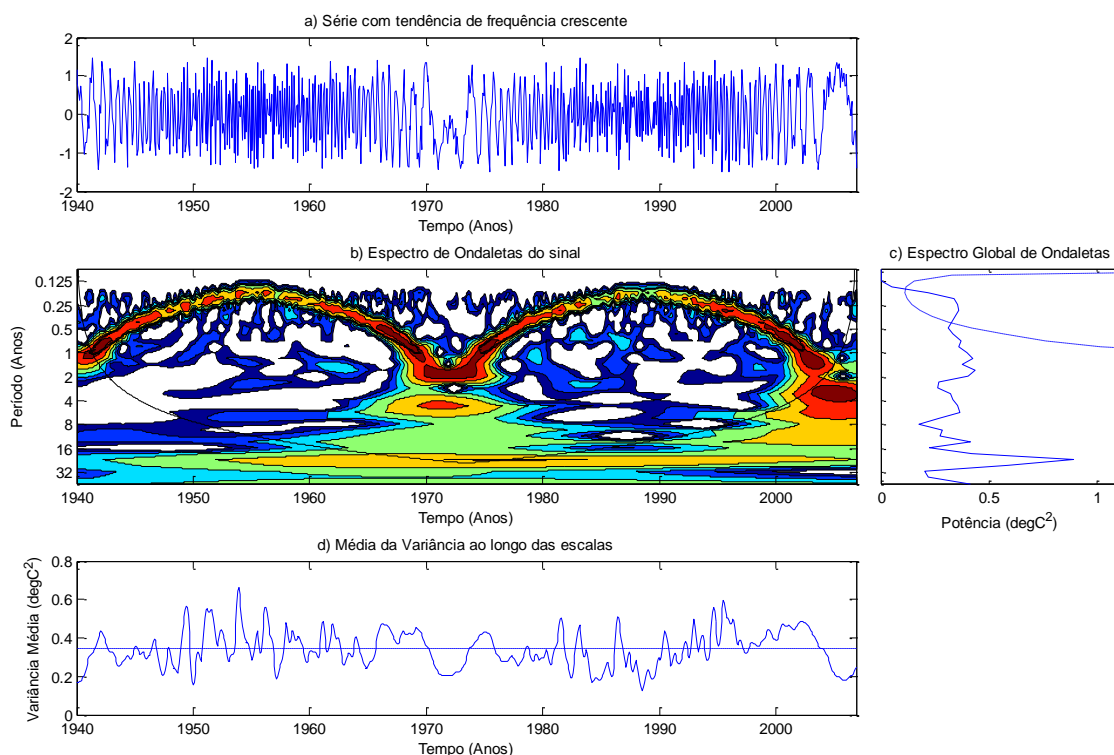 a) Série com tendência de frequência crescente
2
1
0
-1
-2
1940 1950 1960 1970 1980 1990 2000
Tempo (Anos)
b) Espectro de Ondaletas do sinal
Período (Anos)
0.125
0.25
0.5
1
2
4
8
16
32
1940 1950 1960 1970 1980 1990 2000
Tempo (Anos)
c) Espectro Global de Ondaletas
0 0.5 1
Potência (degC²)
d) Média da Variância ao longo das escalas
Variância Média (degC²)
0.8
0.6
0.4
0.2
0
1940 1950 1960 1970 1980 1990 2000
Tempo (Anos)